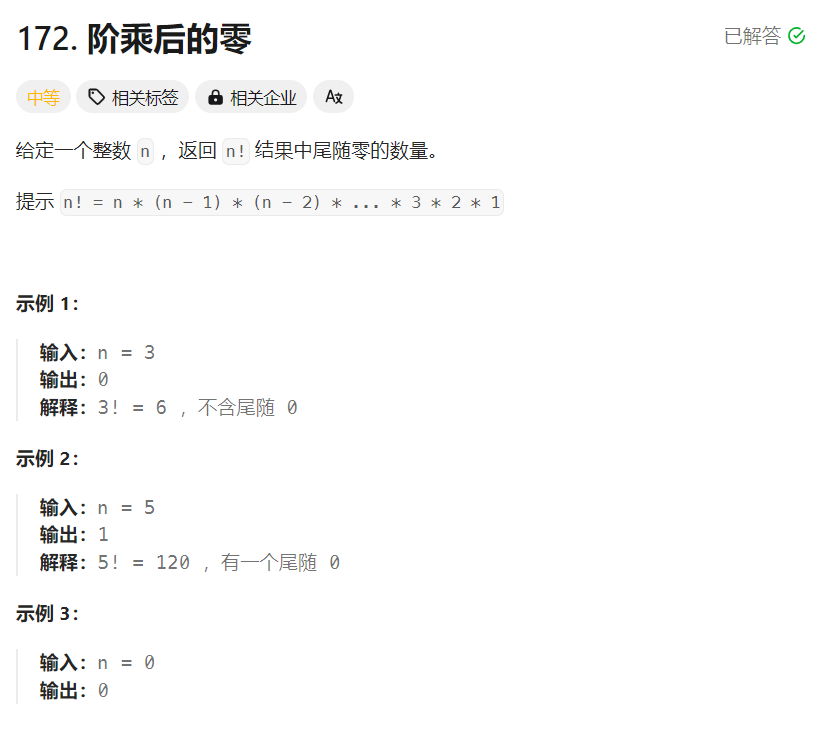 172. 阶乘后的零
已解答
中等 相关标签 相关企业 Ax
给定一个整数 n ，返回 n! 结果中尾随零的数量。
提示 n! = n * (n - 1) * (n - 2) * ... * 3 * 2 * 1
示例 1：
输入：n = 3
输出：0
解释：3! = 6 ，不含尾随 0
示例 2：
输入：n = 5
输出：1
解释：5! = 120 ，有一个尾随 0
示例 3：
输入：n = 0
输出：0